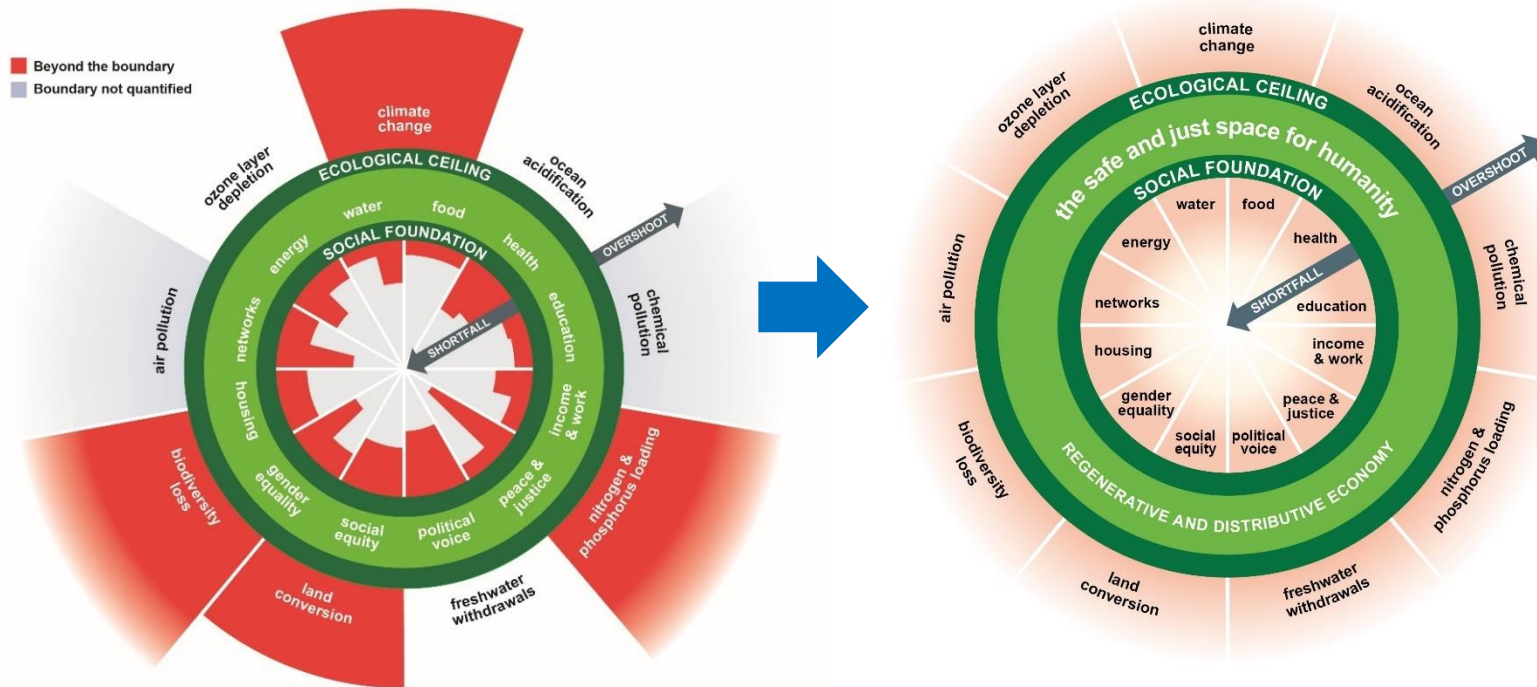 Beyond the boundary
Boundary not quantified
climate
change
ozone layer
depletion
ocean
acidification
ECOLOGICAL CEILING
OVERSHOOT
water
food
energy
health
SOCIAL FOUNDATION
SHORTFALL
air pollution
networks
education
chemical
pollution
housing
income
& work
gender
equality
social
equity
political
voice
peace &
justice
biodiversity
loss
land
conversion
freshwater
withdrawals
nitrogen &
phosphorus loading
climate
change
ozone layer
depletion
ocean
acidification
ECOLOGICAL CEILING
the safe and just space for humanity
SOCIAL FOUNDATION
OVERSHOOT
water
food
energy
health
SHORTFALL
air pollution
networks
education
chemical
pollution
housing
income
& work
gender
equality
social
equity
political
voice
peace &
justice
REGENERATIVE AND DISTRIBUTIVE ECONOMY
biodiversity
loss
land
conversion
freshwater
withdrawals
nitrogen &
phosphorus loading